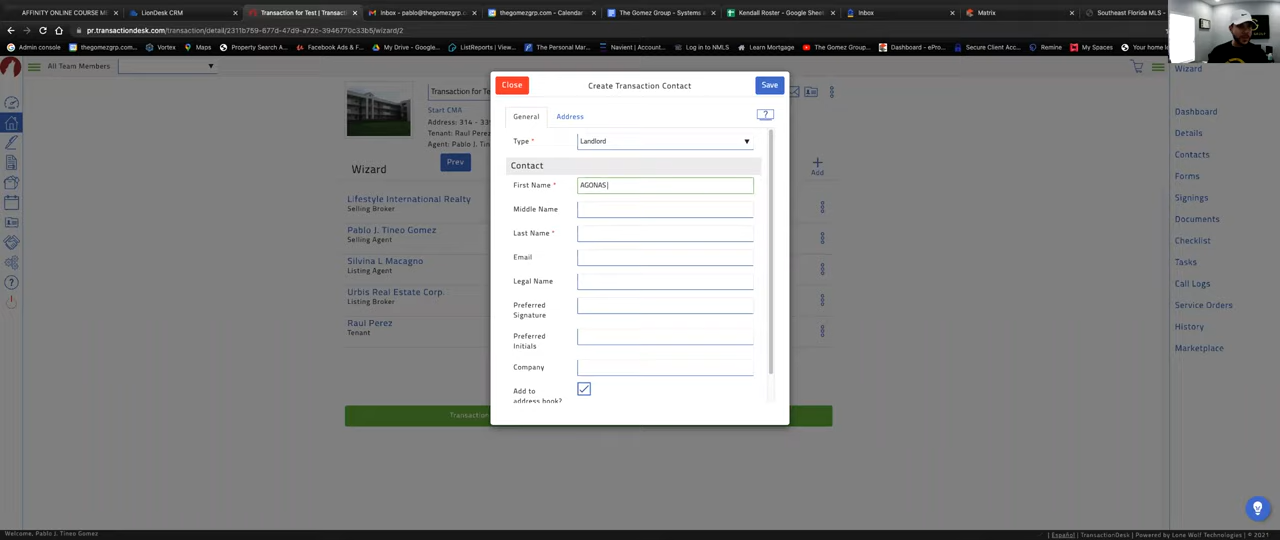 AFFINITY ONLINE COURSE M
LionDesk CRM
Transaction for Test | Transacti
Inbox - pablo@thegomezgrp.c
thegomezgrp.com - Calendar
The Gomez Group - Systems a
Kendall Roster - Google Sheet
Inbox
Matrix
Southeast Florida MLS -
pr.transactiondesk.com/transaction/detail/2311b759-677d-47d9-a72c-3960770c33b5/wizard/2
Admin console
thegomezgrp.com
Calendar
Vortex
Maps
Property Search A...
Facebook Ads & F...
My Drive - Google...
ListReports / View...
The Personal Mar...
Navient / Account...
Log in to NMLS
Learn Mortgage
The Gomez Group...
Dashboard - ePro...
Secure Client Acc...
Remine
My Spaces
Your home lo
All Team Members
Transaction for Te
Start CMA
Address: 314 - 33
Tenant: Raul Perez
Agent: Pablo J. Tin
Wizard
Prev
Add
Lifestyle International Realty
Selling Broker
Pablo J. Tineo Gomez
Selling Agent
Silvina L Macagno
Listing Agent
Urbis Real Estate Corp.
Listing Broker
Raul Perez
Tenant
Transaction
Close
Create Transaction Contact
Save
General
Address
?
Type *
Landlord
Contact
First Name *
AGONAS
Middle Name
Last Name *
Email
Legal Name
Preferred
Signature
Preferred
Initials
Company
Add to
address book?
Wizard
Dashboard
Details
Contacts
Forms
Signings
Documents
Checklist
Tasks
Call Logs
Service Orders
History
Marketplace
Welcome, Pablo J. Tineo Gomez
| Español | TransactionDesk | Powered by Lone Wolf Technologies | © 2021